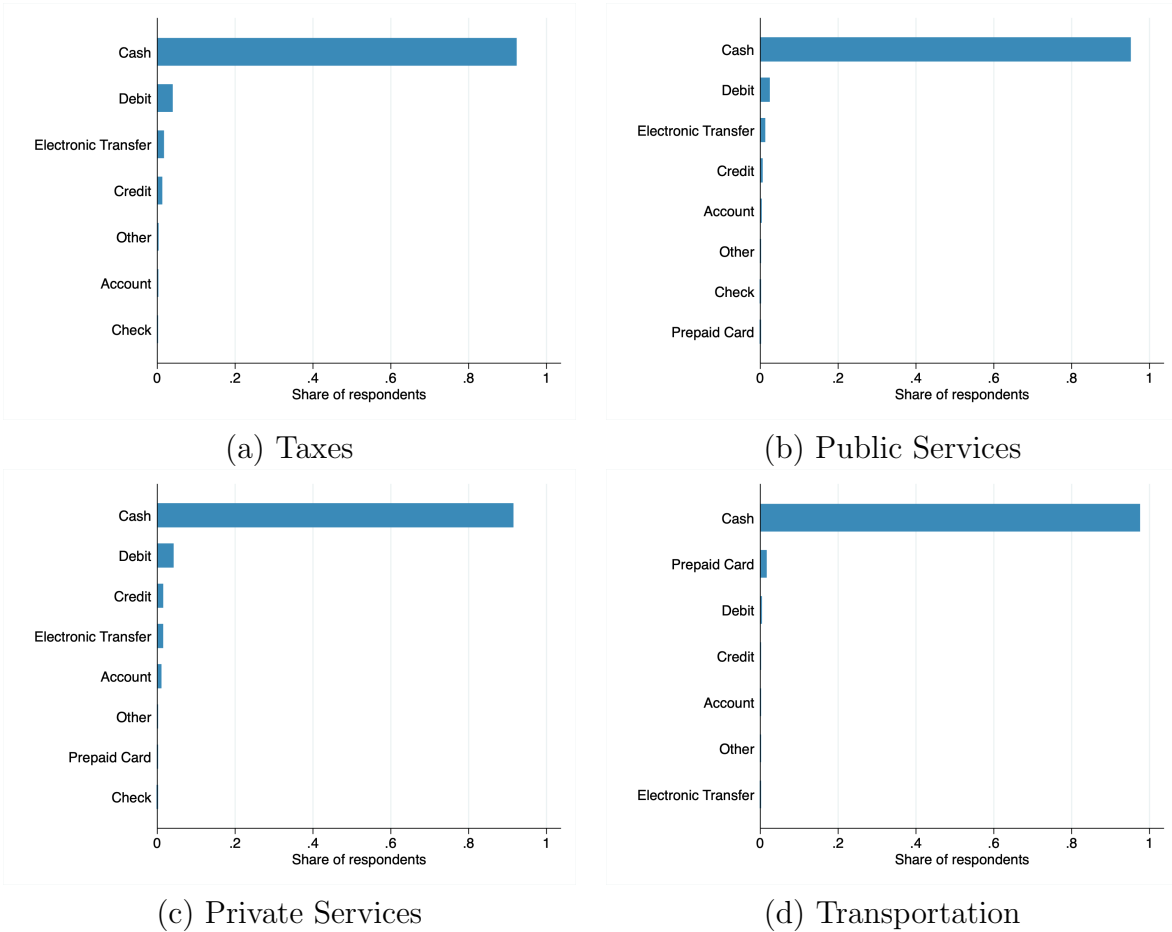 Cash
Debit
Electronic Transfer
Credit
Other
Account
Check
0 .2 .4 .6 .8 1
Share of respondents
(a) Taxes
Cash
Debit
Electronic Transfer
Credit
Account
Other
Check
Prepaid Card
0 .2 .4 .6 .8 1
Share of respondents
(b) Public Services
Cash
Debit
Credit
Electronic Transfer
Account
Other
Prepaid Card
Check
0 .2 .4 .6 .8 1
Share of respondents
(c) Private Services
Cash
Prepaid Card
Debit
Credit
Account
Other
Electronic Transfer
0 .2 .4 .6 .8 1
Share of respondents
(d) Transportation